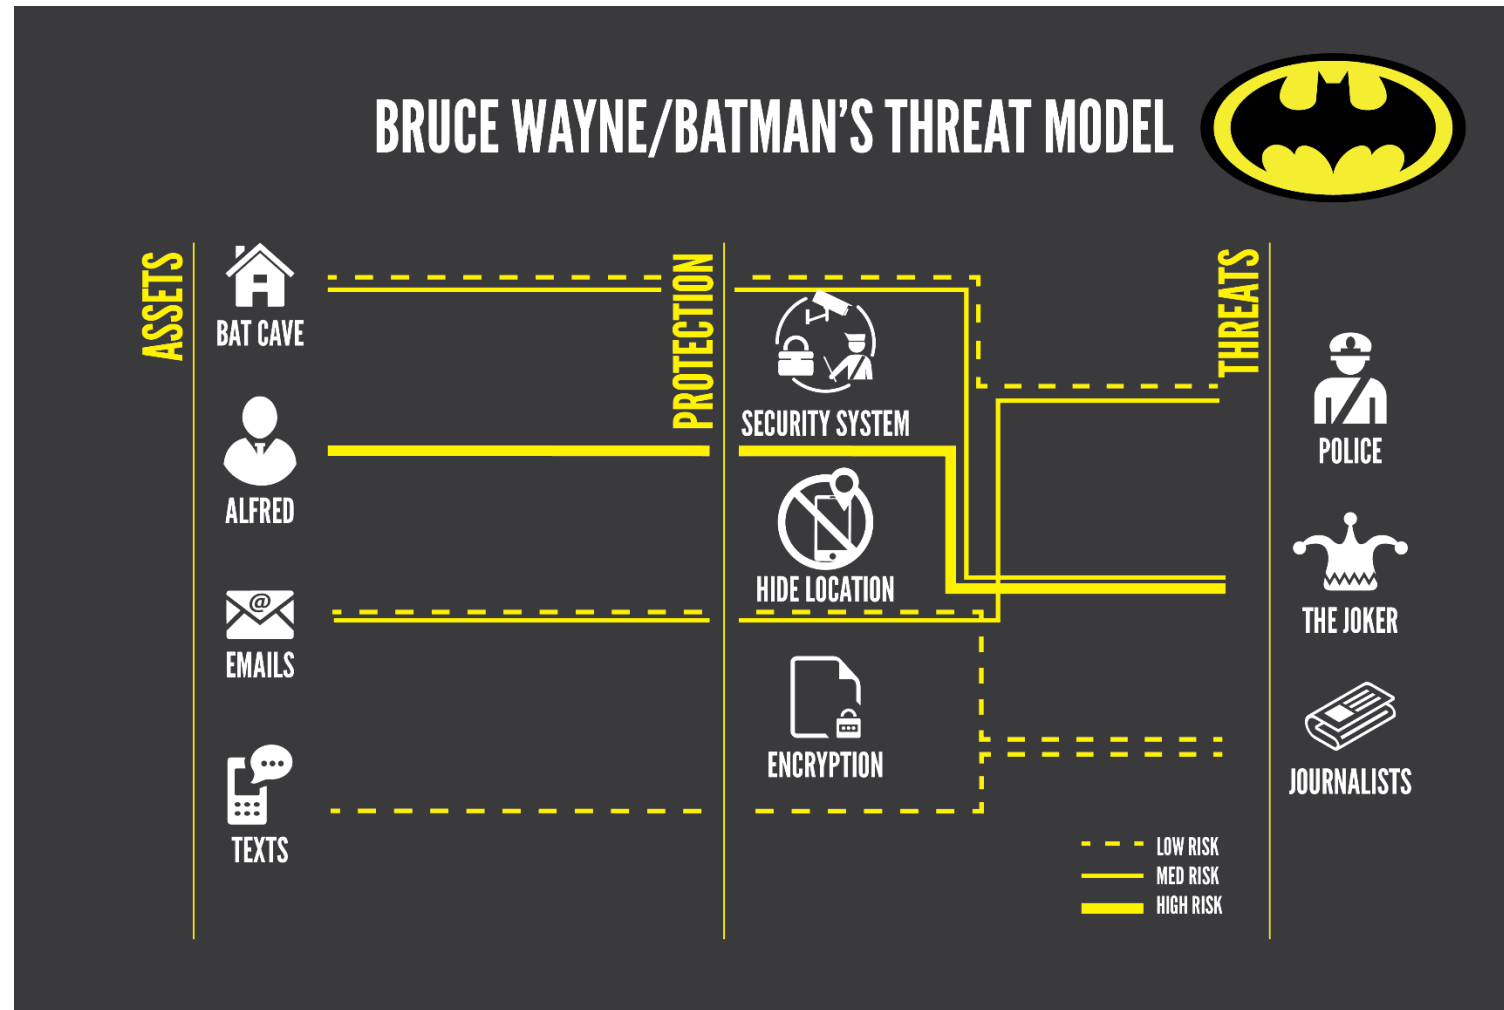 BRUCE WAYNE/BATMAN'S THREAT MODEL
ASSETS
BAT CAVE
ALFRED
EMAILS
TEXTS
PROTECTION
SECURITY SYSTEM
HIDE LOCATION
ENCRYPTION
THREATS
POLICE
THE JOKER
JOURNALISTS
LOW RISK
MED RISK
HIGH RISK